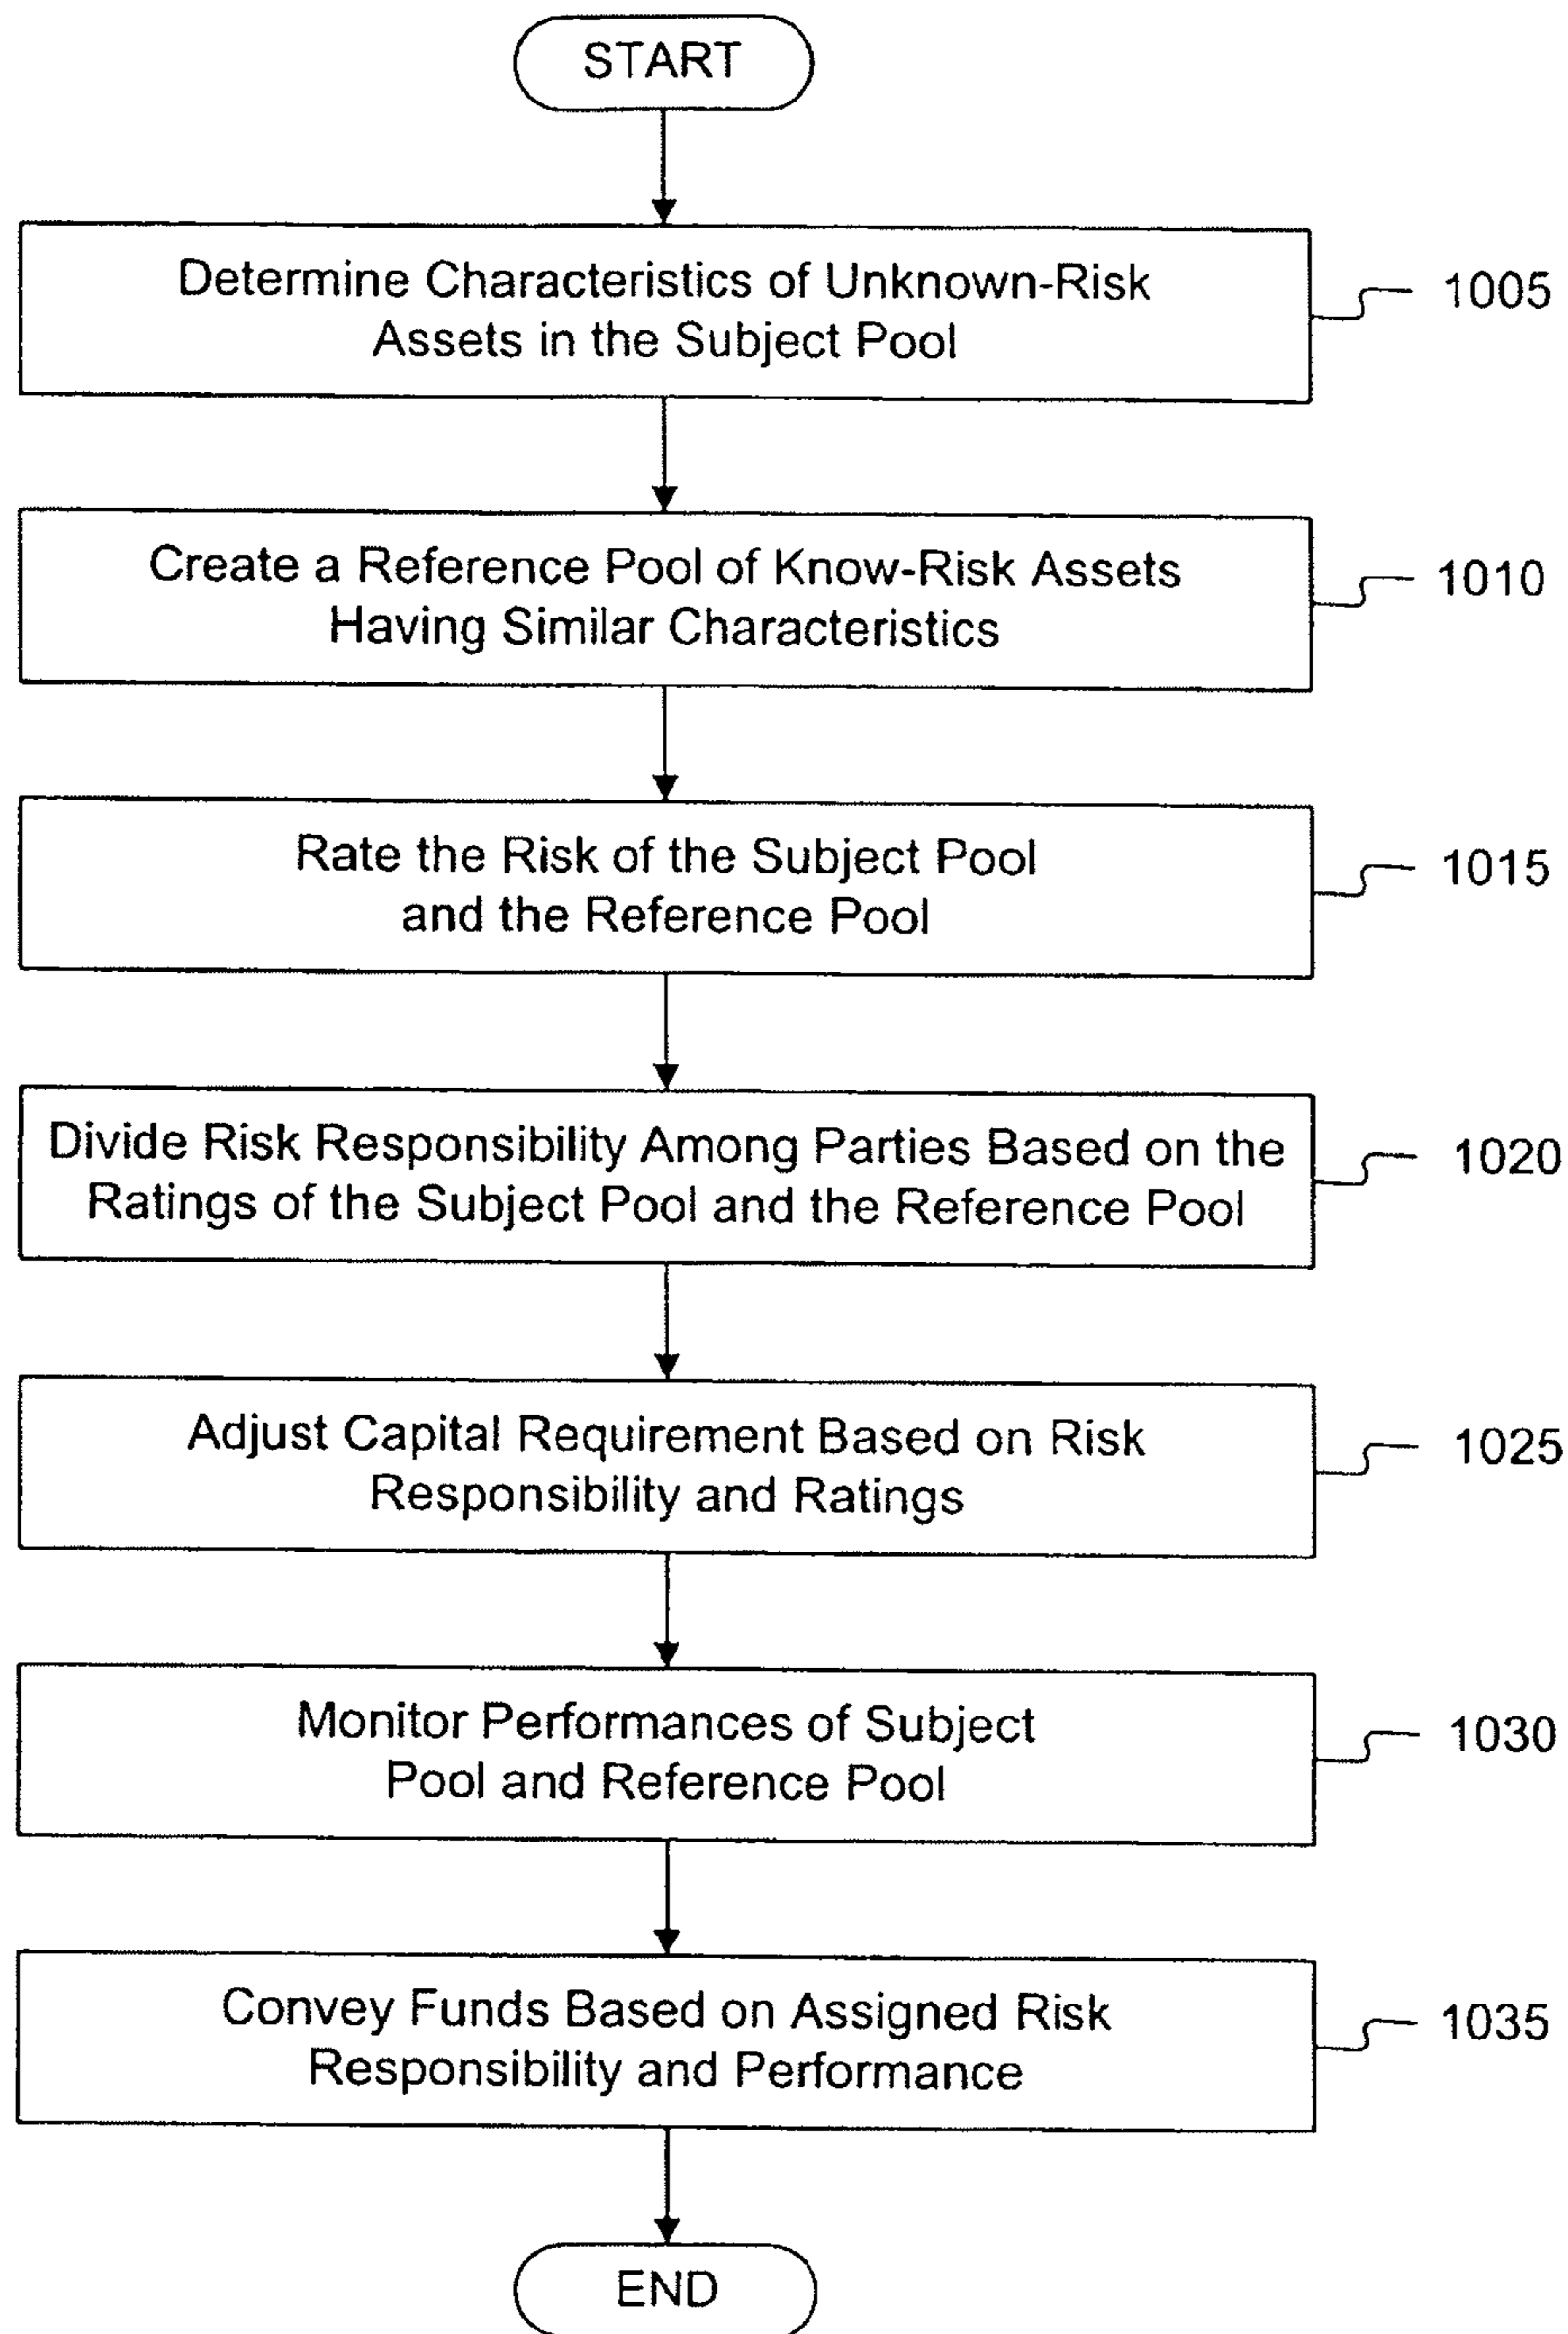 START
Determine Characteristics of Unknown-Risk
Assets in the Subject Pool
1005
Create a Reference Pool of Know-Risk Assets
Having Similar Characteristics
1010
Rate the Risk of the Subject Pool
and the Reference Pool
1015
Divide Risk Responsibility Among Parties Based on the
Ratings of the Subject Pool and the Reference Pool
1020
Adjust Capital Requirement Based on Risk
Responsibility and Ratings
1025
Monitor Performances of Subject
Pool and Reference Pool
1030
Convey Funds Based on Assigned Risk
Responsibility and Performance
1035
END